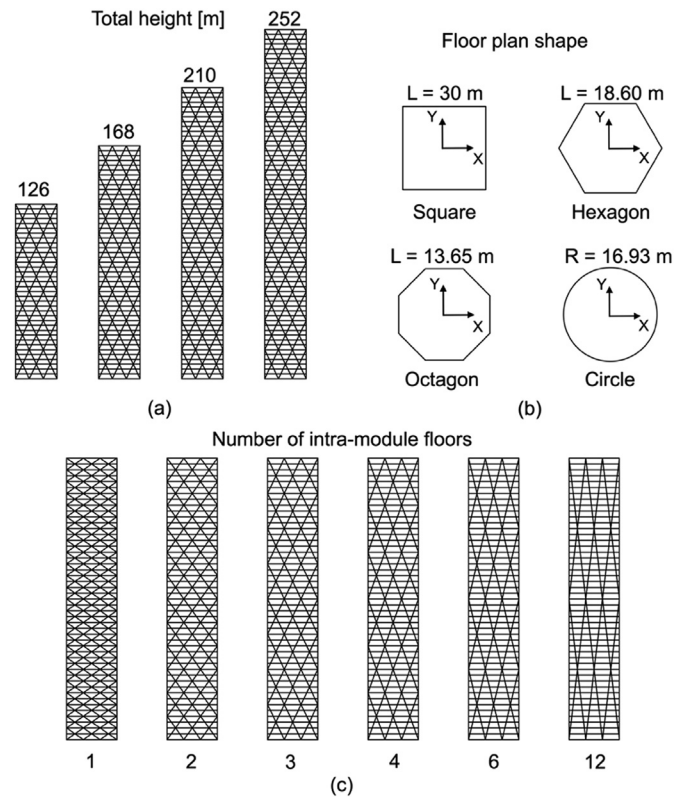 Total height [m]
126
168
210
252
(a)
Floor plan shape
L = 30 m
Y
X
Square
L = 18.60 m
Y
X
Hexagon
L = 13.65 m
Y
X
Octagon
R = 16.93 m
Y
X
Circle
(b)
Number of intra-module floors
1
2
3
4
6
12
(c)